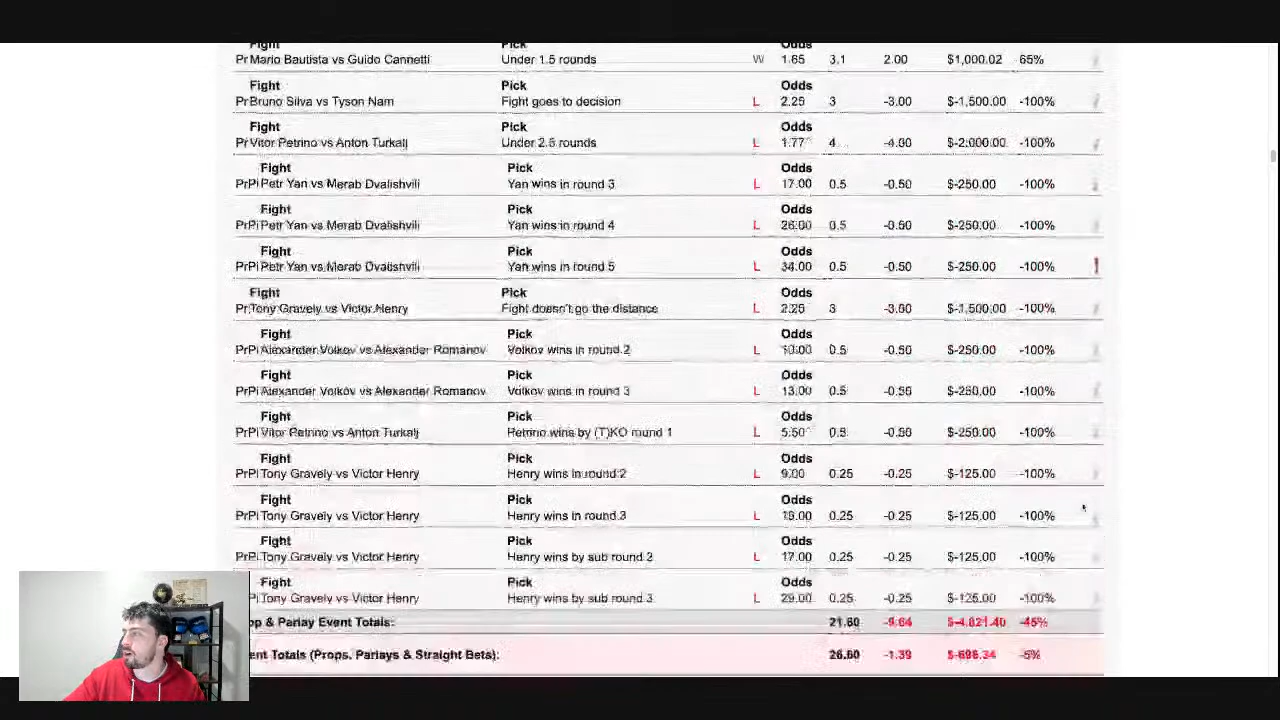 Fight Pick Odds
Pr Mario Bautista vs Guido Cannetti Under 1.5 rounds W 1.65 3.1 2.00 $1,000.02 65%
Fight Pick Odds
Pr Bruno Silva vs Tyson Nam Fight goes to decision L 2.25 3 -3.00 $-1,500.00 -100%
Fight Pick Odds
Pr Vitor Petrino vs Anton Turkalj Under 2.5 rounds L 1.77 4 -4.00 $-2,000.00 -100%
Fight Pick Odds
PrPi Petr Yan vs Merab Dvalishvili Yan wins in round 3 L 17.00 0.5 -0.50 $-250.00 -100%
Fight Pick Odds
PrPi Petr Yan vs Merab Dvalishvili Yan wins in round 4 L 26.00 0.5 -0.50 $-250.00 -100%
Fight Pick Odds
PrPi Petr Yan vs Merab Dvalishvili Yan wins in round 5 L 34.00 0.5 -0.50 $-250.00 -100%
Fight Pick Odds
Pr Tony Gravely vs Victor Henry Fight doesn't go the distance L 2.25 3 -3.00 $-1,500.00 -100%
Fight Pick Odds
PrPi Alexander Volkov vs Alexander Romanov Volkov wins in round 2 L 10.00 0.5 -0.50 $-250.00 -100%
Fight Pick Odds
PrPi Alexander Volkov vs Alexander Romanov Volkov wins in round 3 L 13.00 0.5 -0.50 $-250.00 -100%
Fight Pick Odds
PrPi Vitor Petrino vs Anton Turkalj Petrino wins by (T)KO round 1 L 5.50 0.5 -0.50 $-250.00 -100%
Fight Pick Odds
PrPi Tony Gravely vs Victor Henry Henry wins in round 2 L 9.00 0.25 -0.25 $-125.00 -100%
Fight Pick Odds
PrPi Tony Gravely vs Victor Henry Henry wins in round 3 L 0.25 -0.25 $-125.00 -100%
Fight Pick Odds
PrPi Tony Gravely vs Victor Henry Henry wins by sub round 2 L 17.00 0.25 -0.25 $-125.00 -100%
Fight Pick Odds
Tony Gravely vs Victor Henry Henry wins by sub round 3 L 29.00 0.25 -0.25 $-125.00 -100%
op & Parlay Event Totals: 21.60 -9.64 $-4,821.40 -45%
ent Totals (Props, Parlays & Straight Bets): 26.60 -1.39 $-696.34 -5%